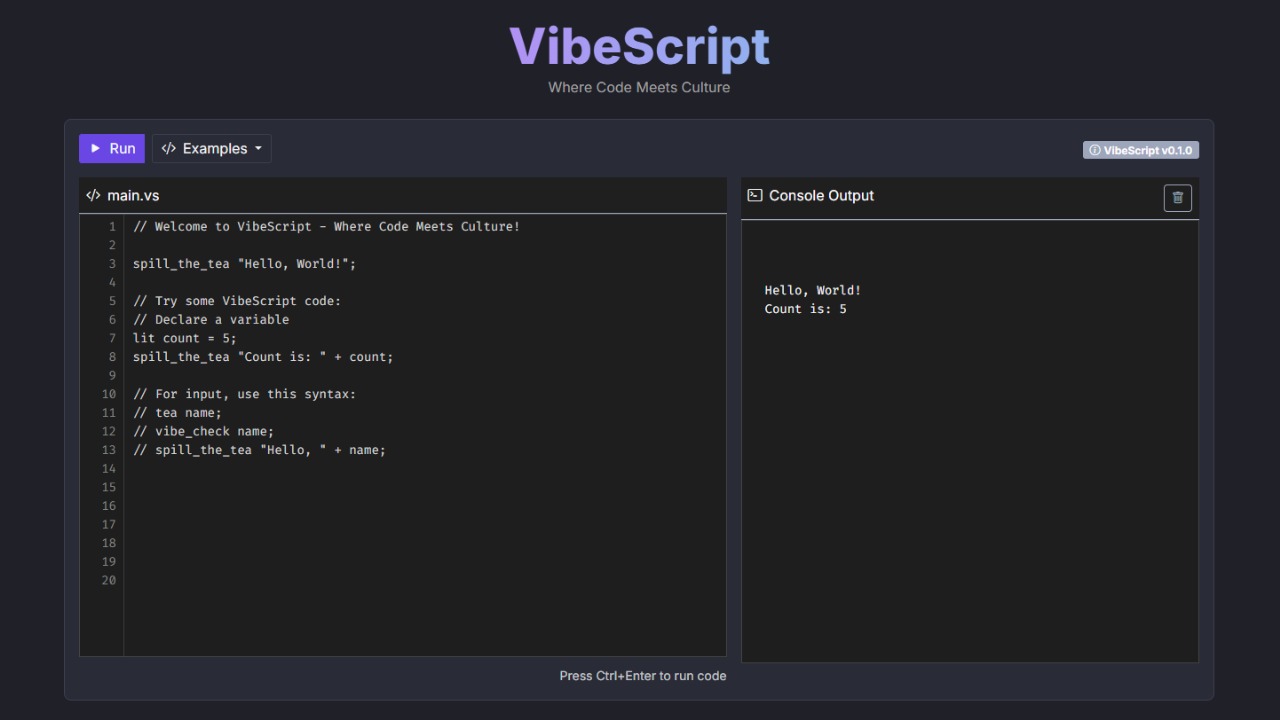 VibeScript
Where Code Meets Culture
Run
</> Examples
VibeScript v0.1.0
</> main.vs
1 // Welcome to VibeScript - Where Code Meets Culture!
2
3 spill_the_tea "Hello, World!";
4
5 // Try some VibeScript code:
6 // Declare a variable
7 lit count = 5;
8 spill_the_tea "Count is: " + count;
9
10 // For input, use this syntax:
11 // tea name;
12 // vibe_check name;
13 // spill_the_tea "Hello, " + name;
14
15
16
17
18
19
20
Console Output
Hello, World!
Count is: 5
Press Ctrl+Enter to run code